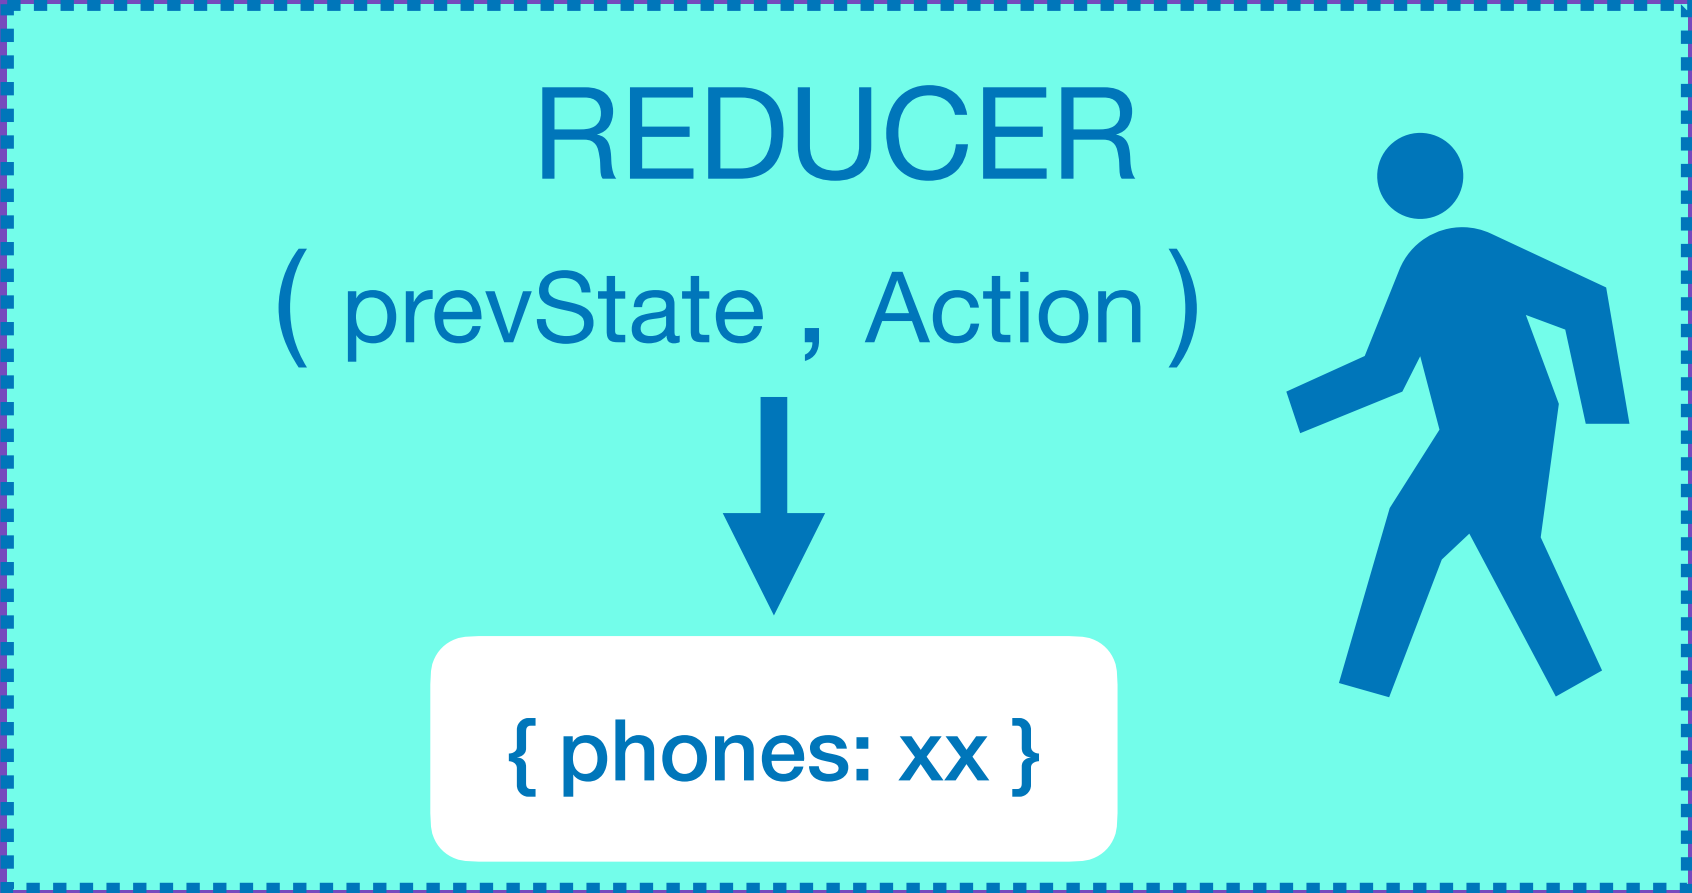 REDUCER
( prevState , Action )
{ phones: xx }